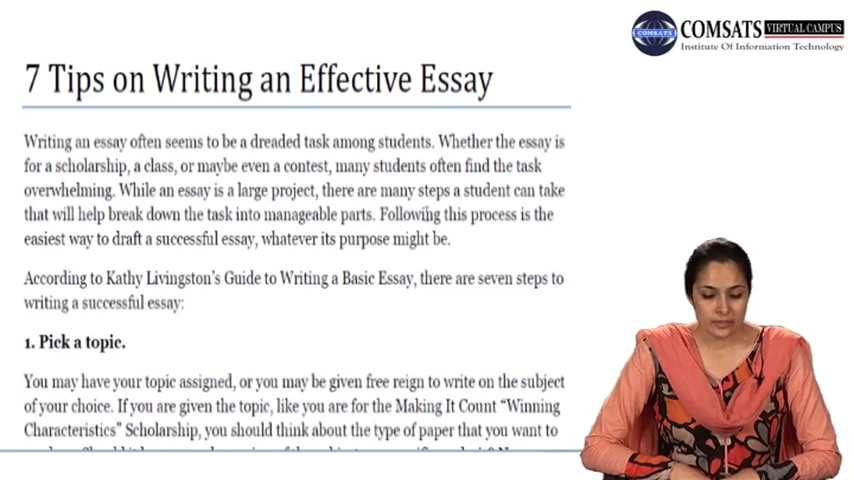 COMSATS
COMSATS VIRTUAL CAMPUS
Institute Of Information Technology
7 Tips on Writing an Effective Essay
Writing an essay often seems to be a dreaded task among students. Whether the essay is
for a scholarship, a class, or maybe even a contest, many students often find the task
overwhelming. While an essay is a large project, there are many steps a student can take
that will help break down the task into manageable parts. Following this process is the
easiest way to draft a successful essay, whatever its purpose might be.
According to Kathy Livingston's Guide to Writing a Basic Essay, there are seven steps to
writing a successful essay:
1. Pick a topic.
You may have your topic assigned, or you may be given free reign to write on the subject
of your choice. If you are given the topic, like you are for the Making It Count “Winning
Characteristics” Scholarship, you should think about the type of paper that you want to